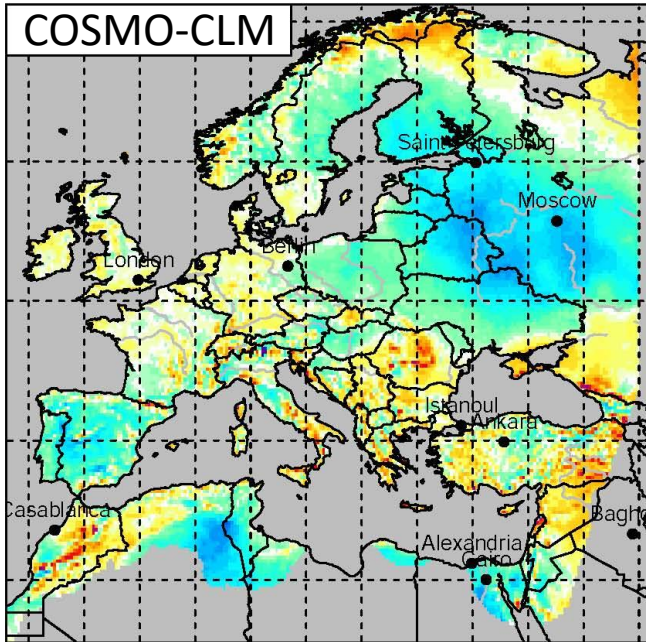 COSMO-CLM
Saint-Petersburg
Moscow
London
Berlin
Istanbul
Ankara
Casablanca
Alexandria
Cairo